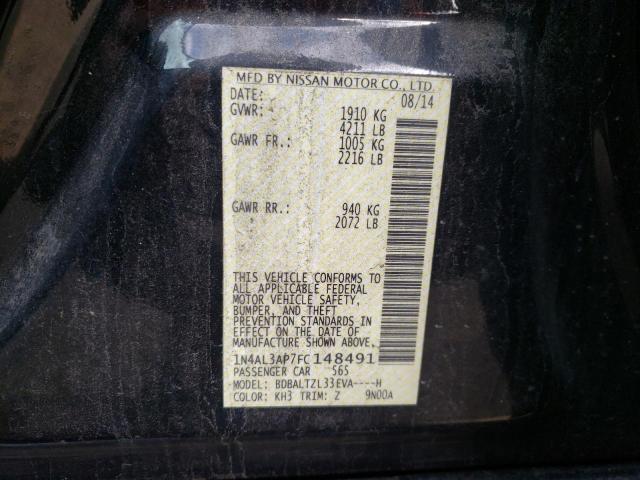 MFD BY NISSAN MOTOR CO., LTD.
DATE: 08/14
GVWR: 1910 KG
4211 LB
GAWR FR.: 1005 KG
2216 LB
GAWR RR.: 940 KG
2072 LB
THIS VEHICLE CONFORMS TO
ALL APPLICABLE FEDERAL
MOTOR VEHICLE SAFETY,
BUMPER, AND THEFT
PREVENTION STANDARDS IN
EFFECT ON THE DATE OF
MANUFACTURE SHOWN ABOVE.
1N4AL3AP7FC148491
PASSENGER CAR 565
MODEL: BDBALTZL33EVA----H
COLOR: KH3 TRIM: Z 9N00A